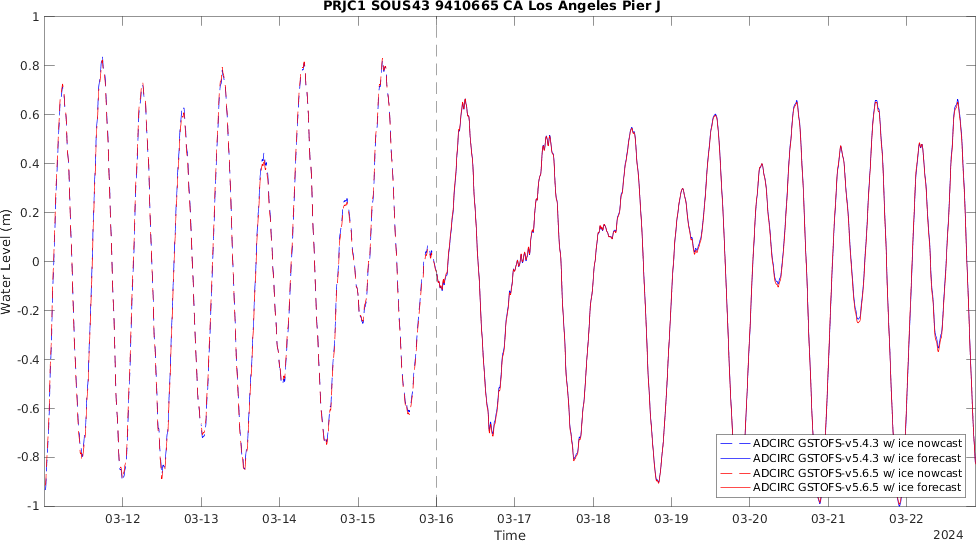 PRJC1 SOUS43 9410665 CA Los Angeles Pier J
1
0.8
0.6
0.4
0.2
0
-0.2
-0.4
-0.6
-0.8
-1
Water Level (m)
ADCIRC GSTOFS-v5.4.3 w/ ice nowcast
ADCIRC GSTOFS-v5.4.3 w/ ice forecast
ADCIRC GSTOFS-v5.6.5 w/ ice nowcast
ADCIRC GSTOFS-v5.6.5 w/ ice forecast
03-12 03-13 03-14 03-15 03-16 03-17 03-18 03-19 03-20 03-21 03-22
Time
2024